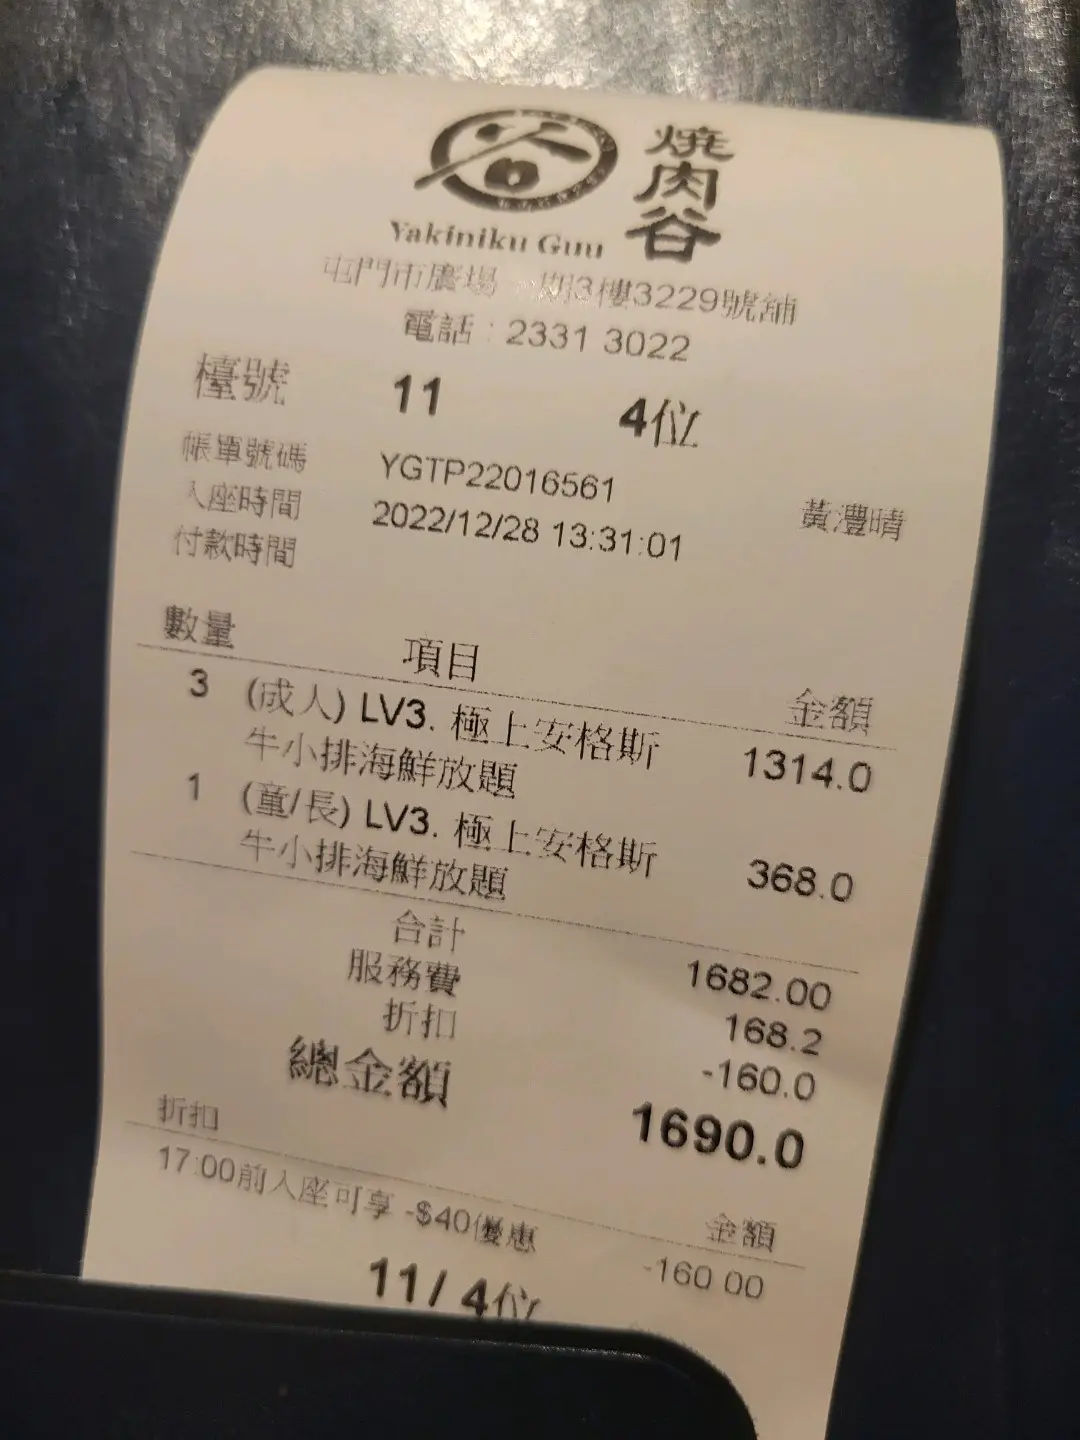 燒肉谷
Yakiniku Guu
屯門市廣場 期3樓3229號舖
電話 : 2331 3022
檯號 11 4位
帳單號碼 YGTP22016561 黃灃晴
入座時間 2022/12/28 13:31:01
付款時間
數量 項目 金額
3 (成人) LV3. 極上安格斯 1314.0
牛小排海鮮放題
1 (童/長) LV3. 極上安格斯 368.0
牛小排海鮮放題
合計 1682.00
服務費 168.2
折扣 -160.0
總金額 1690.0
折扣 金額
17:00前入座可享 -$40優惠 -160.00
11/ 4位